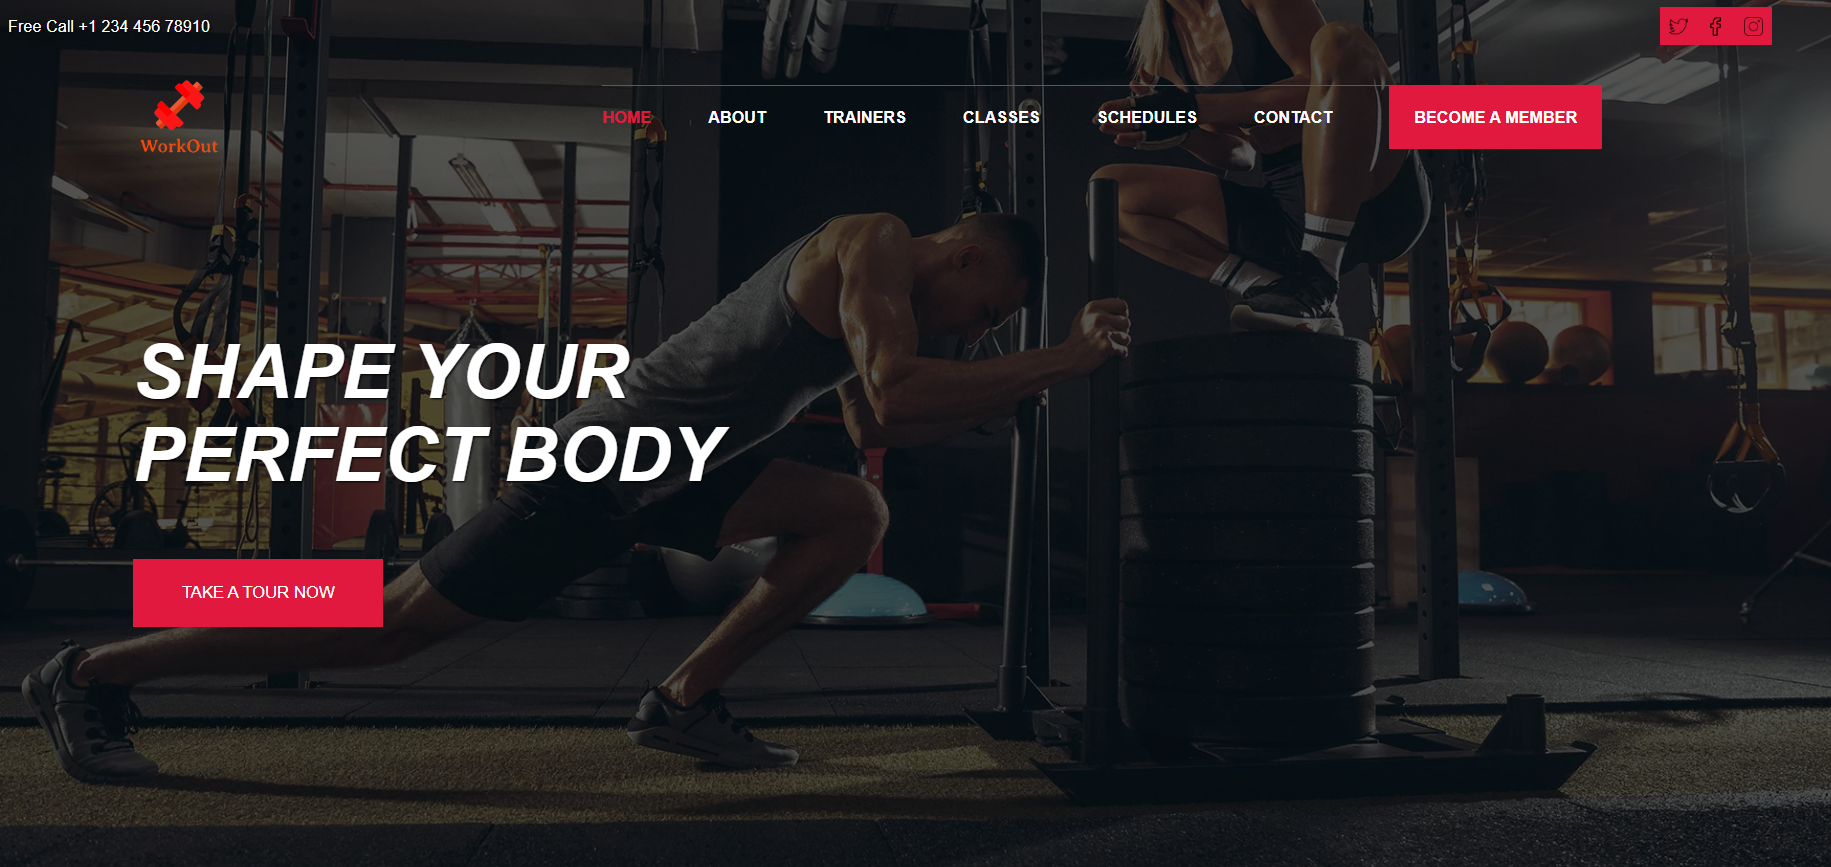 Free Call +1 234 456 78910
WorkOut
HOME ABOUT TRAINERS CLASSES SCHEDULES CONTACT BECOME A MEMBER
SHAPE YOUR
PERFECT BODY
TAKE A TOUR NOW